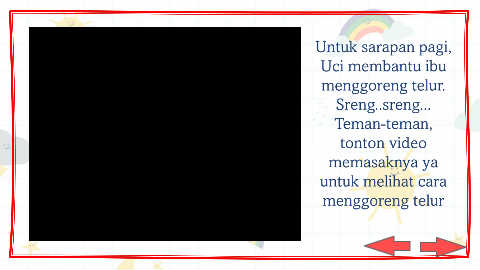 Untuk sarapan pagi,
Uci membantu ibu
menggoreng telur.
Sreng..sreng...
Teman-teman,
tonton video
memasaknya ya
untuk melihat cara
menggoreng telur